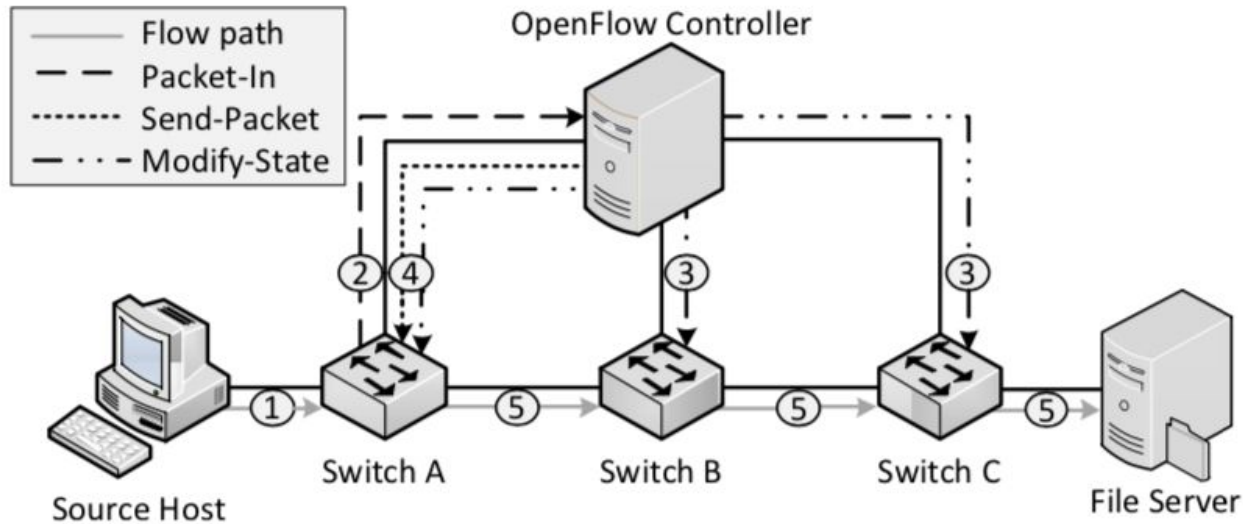 Flow path
Packet-In
Send-Packet
Modify-State
OpenFlow Controller
2
4
3
3
1
5
5
5
Switch A
Switch B
Switch C
Source Host
File Server